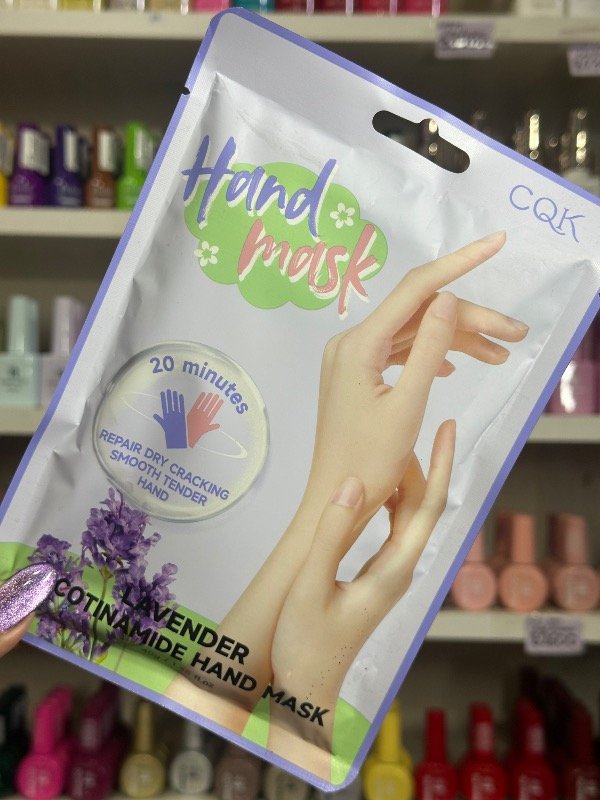 CQK
Hand
mask
20 minutes
REPAIR DRY CRACKING
SMOOTH TENDER
HAND
LAVENDER
COTINAMIDE HAND MASK